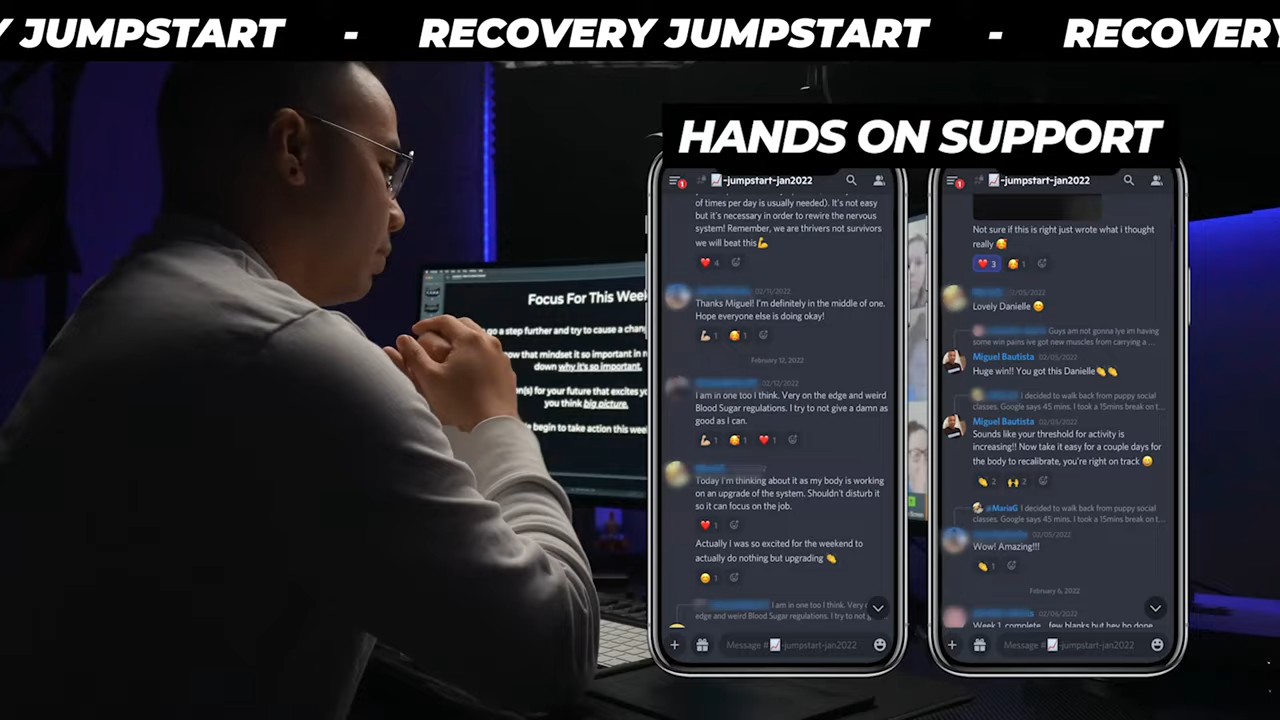 Y JUMPSTART - RECOVERY JUMPSTART - RECOVERY
HANDS ON SUPPORT
Focus For This Week
go a step further and try to cause a
that mindset is so important in
down why it's so important.
for your future that excites
you think big picture.
begin to take action this
1
-jumpstart-jan2022
of times per day is usually needed). It's not easy
but it's necessary in order to rewire the nervous
system! Remember, we are thrivers not survivors
we will beat this💪
❤️ 4
02/11/2022
Thanks Miguel! I'm definitely in the middle of one.
Hope everyone else is doing okay!
💪 1 🥰 1
February 12, 2022
02/12/2022
I am in one too I think. Very on the edge and weird
Blood Sugar regulations. I try to not give a damn as
good as I can.
💪 1 🥰 1 ❤️ 1
Today I'm thinking about it as my body is working
on an upgrade of the system. Shouldn't disturb it
so it can focus on the job.
❤️ 1
Actually I was so excited for the weekend to
actually do nothing but upgrading 👏
😄 1
I am in one too I think. Very
edge and weird Blood Sugar regulations. I try to not
Message #📈-jumpstart-jan2022
1
-jumpstart-jan2022
Not sure if this is right just wrote what i thought
really 🥰
❤️ 3 🥰 1
/05/2022
Lovely Danielle 😊
Guys am not gonna lye im having
some win pains ive got new muscles from carrying a ...
Miguel Bautista 02/05/2022
Huge win!! You got this Danielle👏👏
I decided to walk back from puppy social
classes. Google says 45 mins. I took a 15mins break on t...
Miguel Bautista 02/05/2022
Sounds like your threshold for activity is
increasing!! Now take it easy for a couple days for
the body to recalibrate, you're right on track 😄
👏 2 🙌 2
@MariaG I decided to walk back from puppy social
classes. Google says 45 mins. I took a 15mins break on t...
02/05/2022
Wow! Amazing!!!
👏 1
February 6, 2022
02/06/2022
Week 1 complete few blanks but hey ho done
Message #📈-jumpstart-jan2022